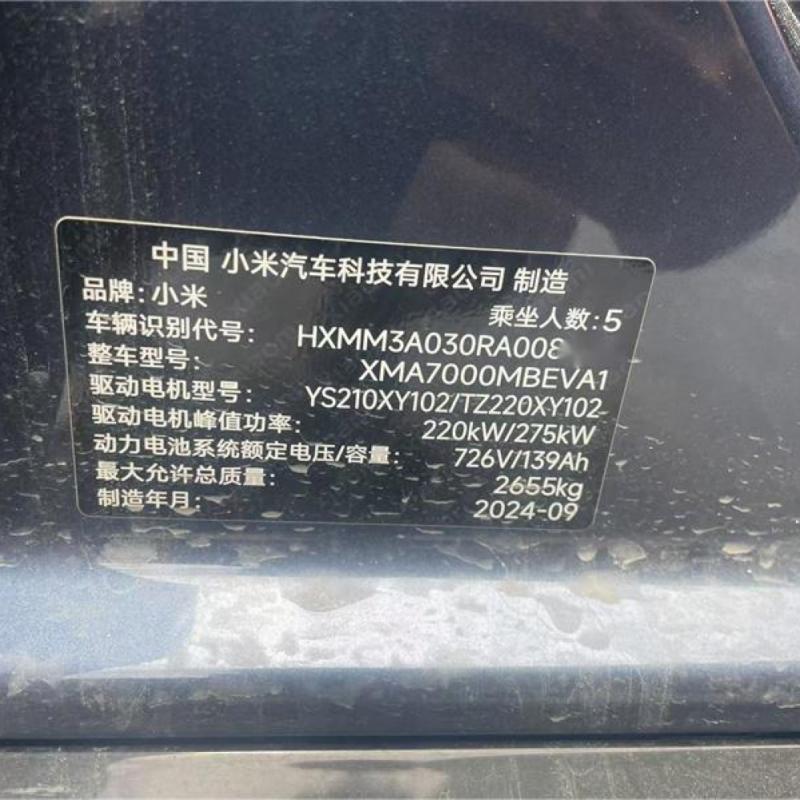 中国 小米汽车科技有限公司 制造
品牌:小米 乘坐人数:5
车辆识别代号: HXMM3A030RA008
整车型号: XMA7000MBEVA1
驱动电机型号: YS210XY102/TZ220XY102
驱动电机峰值功率: 220kW/275kW
动力电池系统额定电压/容量: 726V/139Ah
最大允许总质量: 2655kg
制造年月: 2024-09